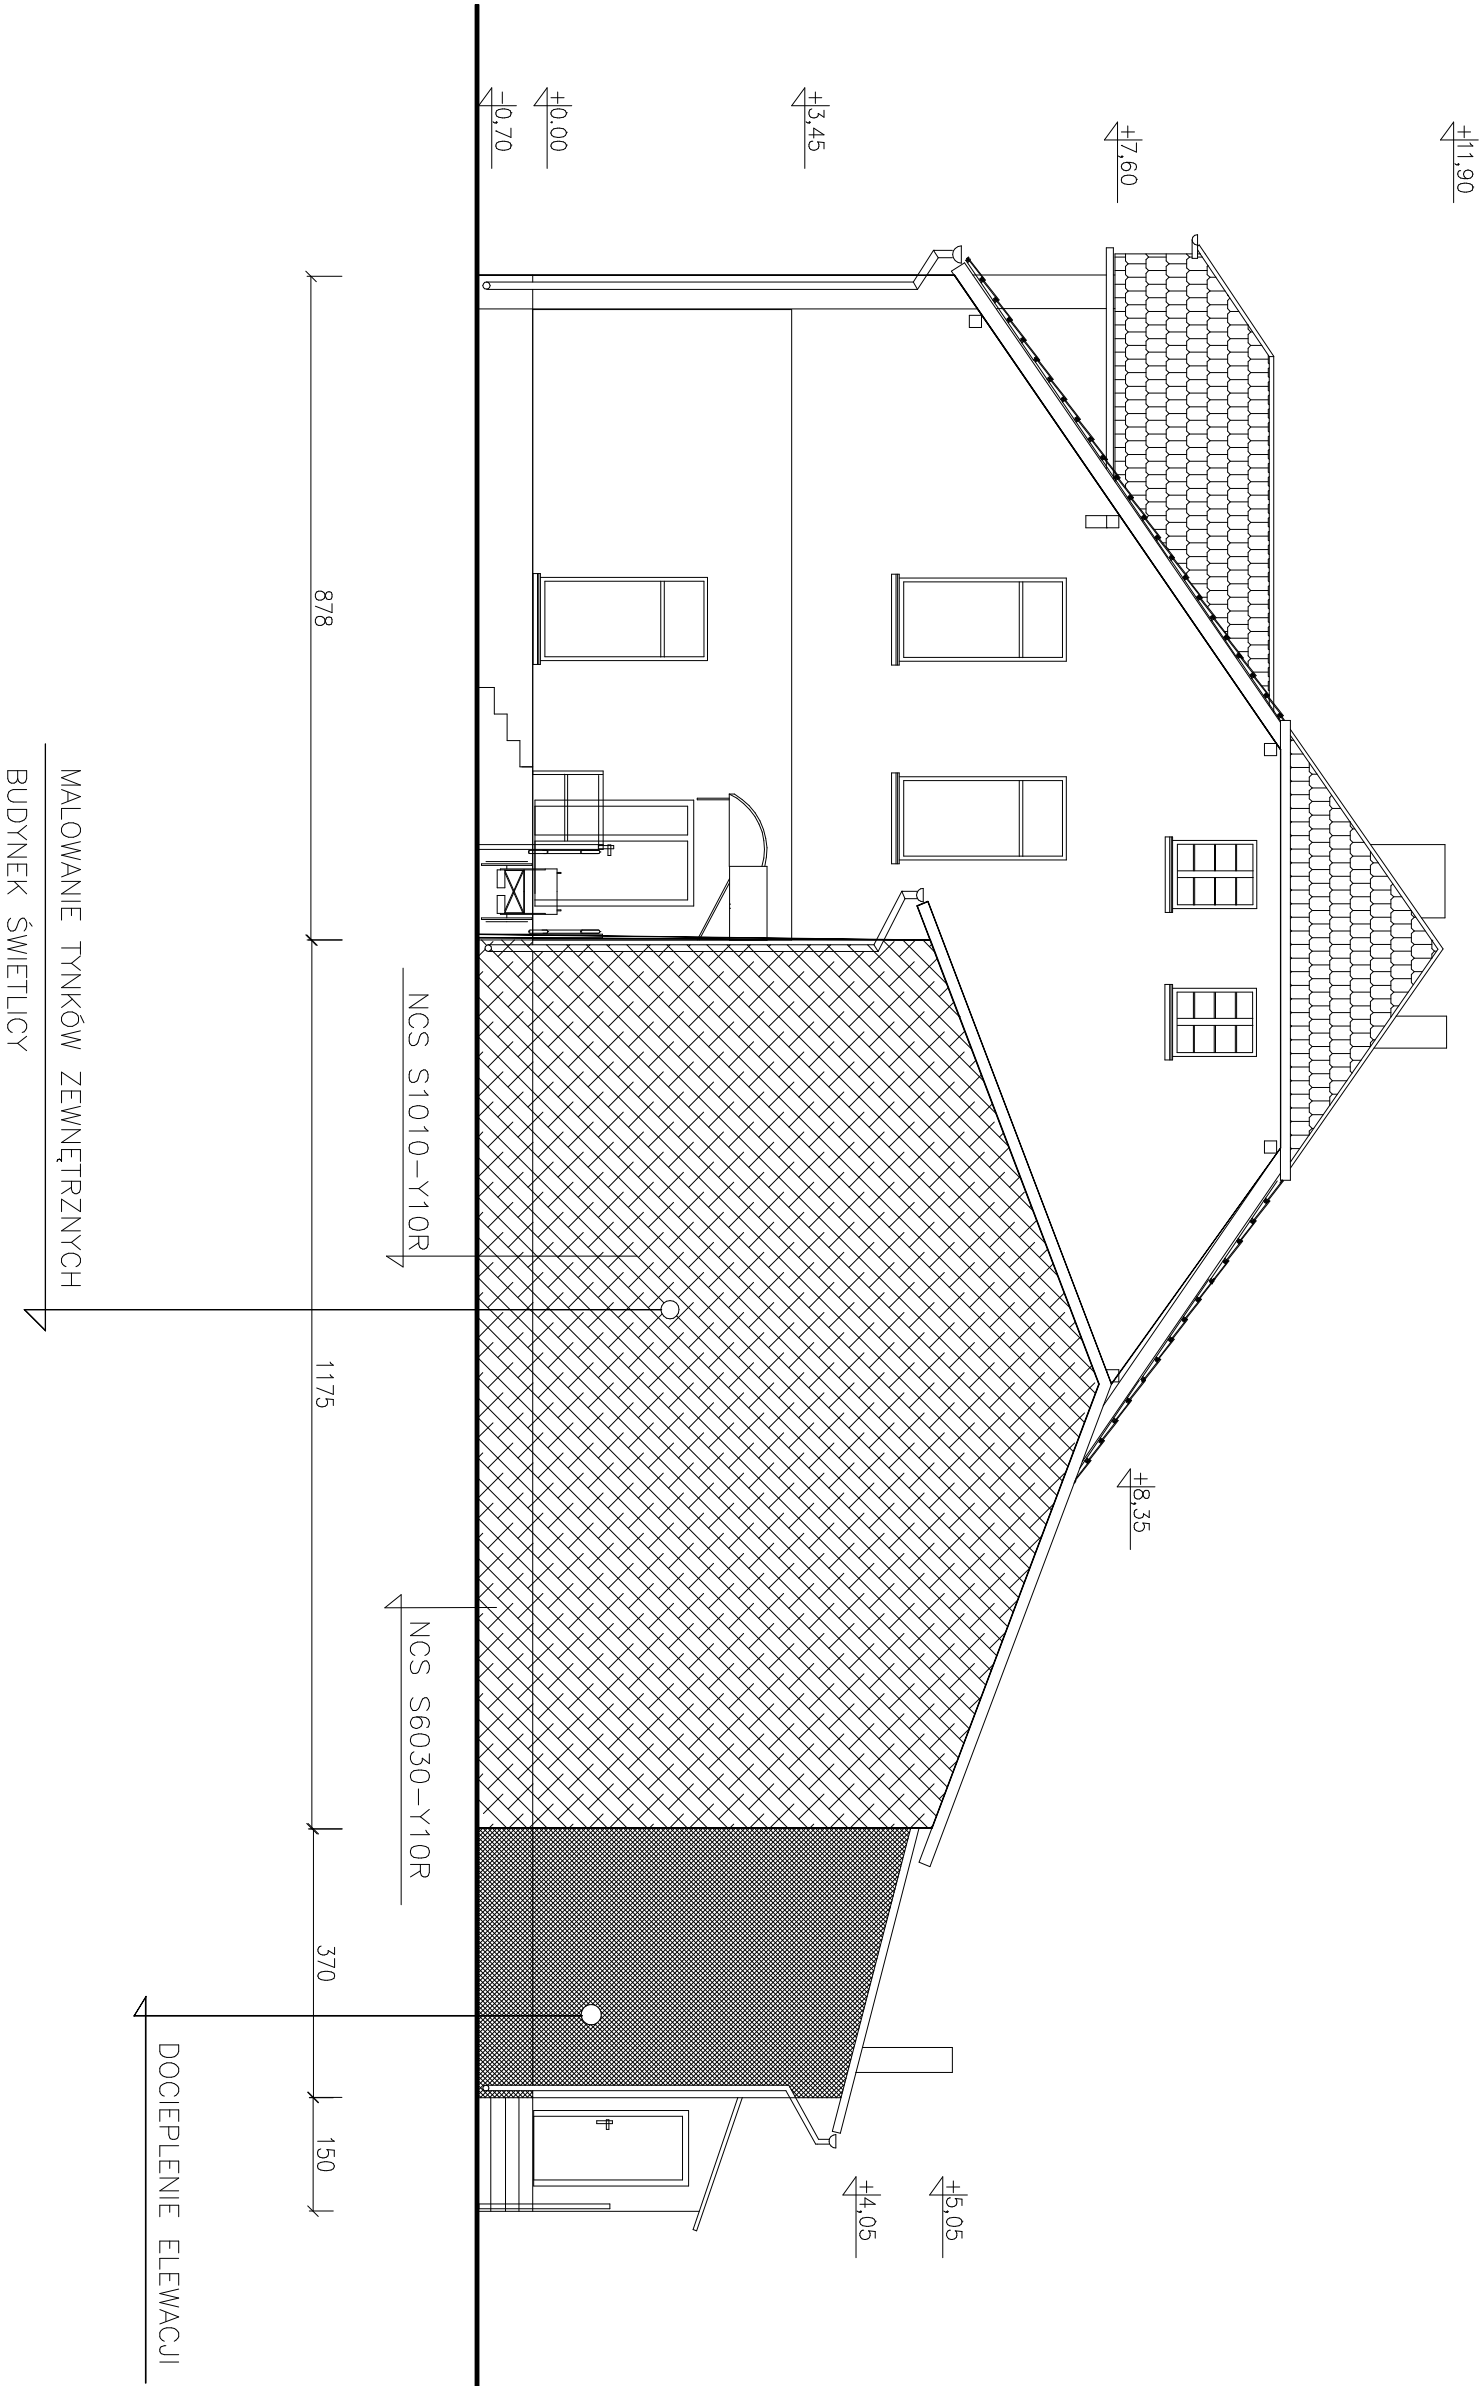 +11,90
+7,60
+3,45
+0.00
-0,70
+8,35
+5,05
+4,05
NCS S1010-Y10R
NCS S6030-Y10R
878
1175
370
150
MALOWANIE TYNKÓW ZEWNĘTRZNYCH
BUDYNEK ŚWIETLICY
DOCIEPLENIE ELEWACJI